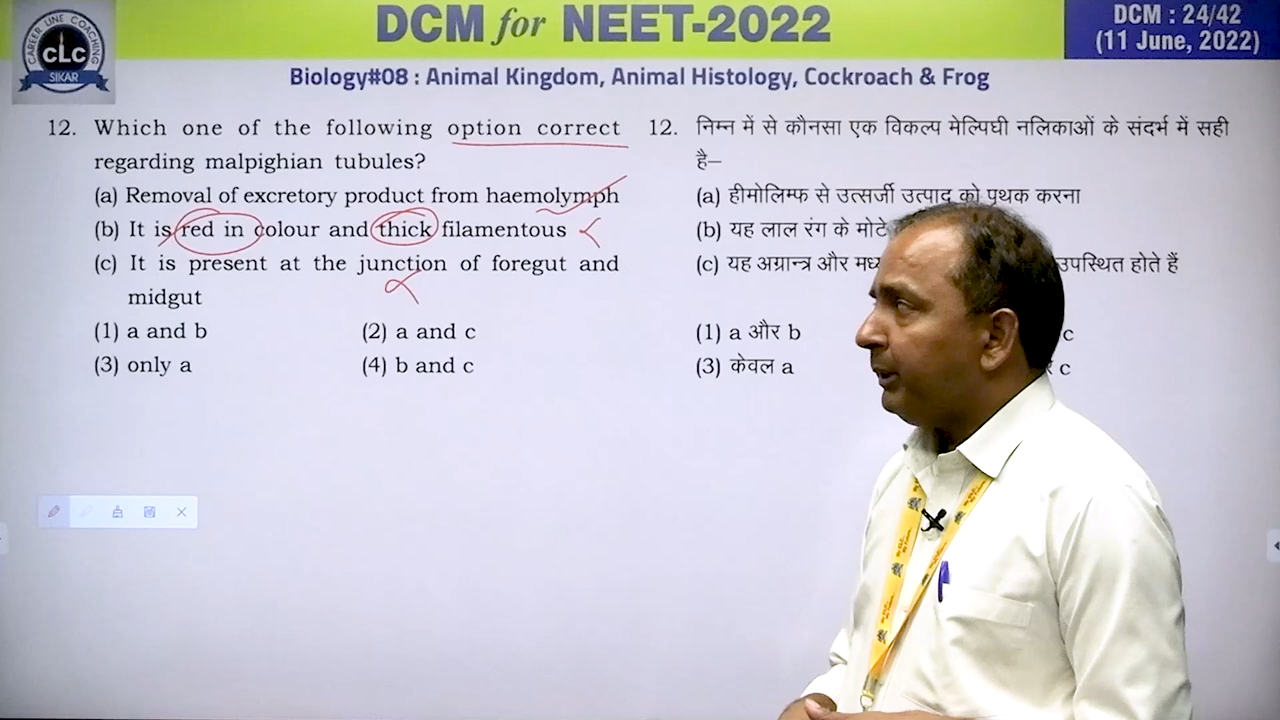 DCM for NEET-2022
DCM : 24/42
(11 June, 2022)
CAREER LINE COACHING
CLC
SIKAR
Biology#08 : Animal Kingdom, Animal Histology, Cockroach & Frog
12. Which one of the following option correct
regarding malpighian tubules?
(a) Removal of excretory product from haemolymph
(b) It is red in colour and thick filamentous
(c) It is present at the junction of foregut and
midgut
(1) a and b (2) a and c
(3) only a (4) b and c
12. निम्न में से कौनसा एक विकल्प मेल्पिघी नलिकाओं के संदर्भ में सही
है–
(a) हीमोलिम्फ से उत्सर्जी उत्पाद को पृथक करना
(b) यह लाल रंग के मोटे
(c) यह अग्रान्त्र और उपस्थित होते हैं
(1) a और b c
(3) केवल a c